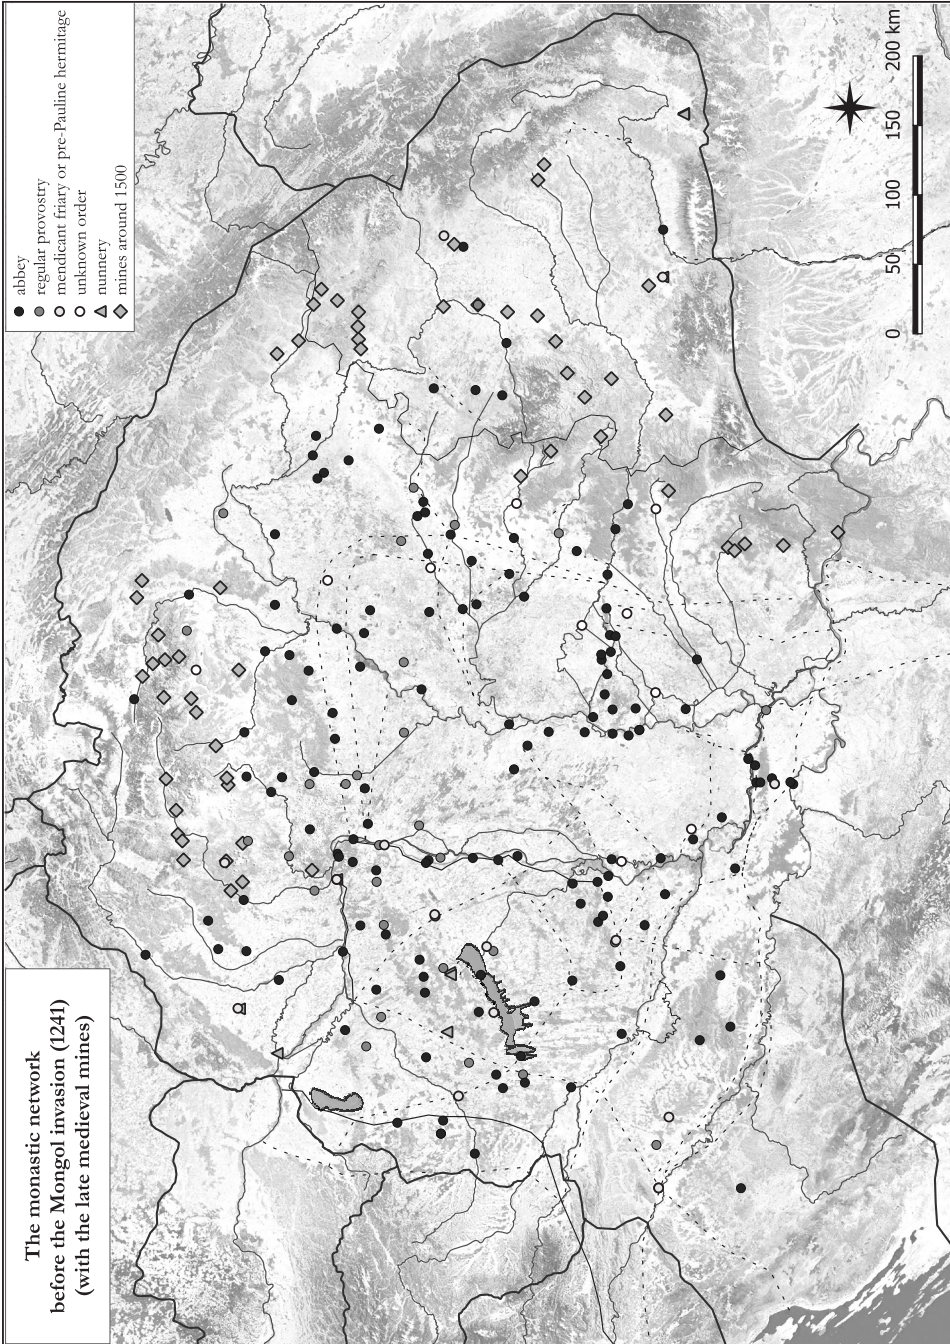 The monastic network
before the Mongol invasion (1241)
(with the late medieval mines)
abbey
regular provostry
mendicant friary or pre-Pauline hermitage
unknown order
nunnery
mines around 1500
0 50 100 150 200 km